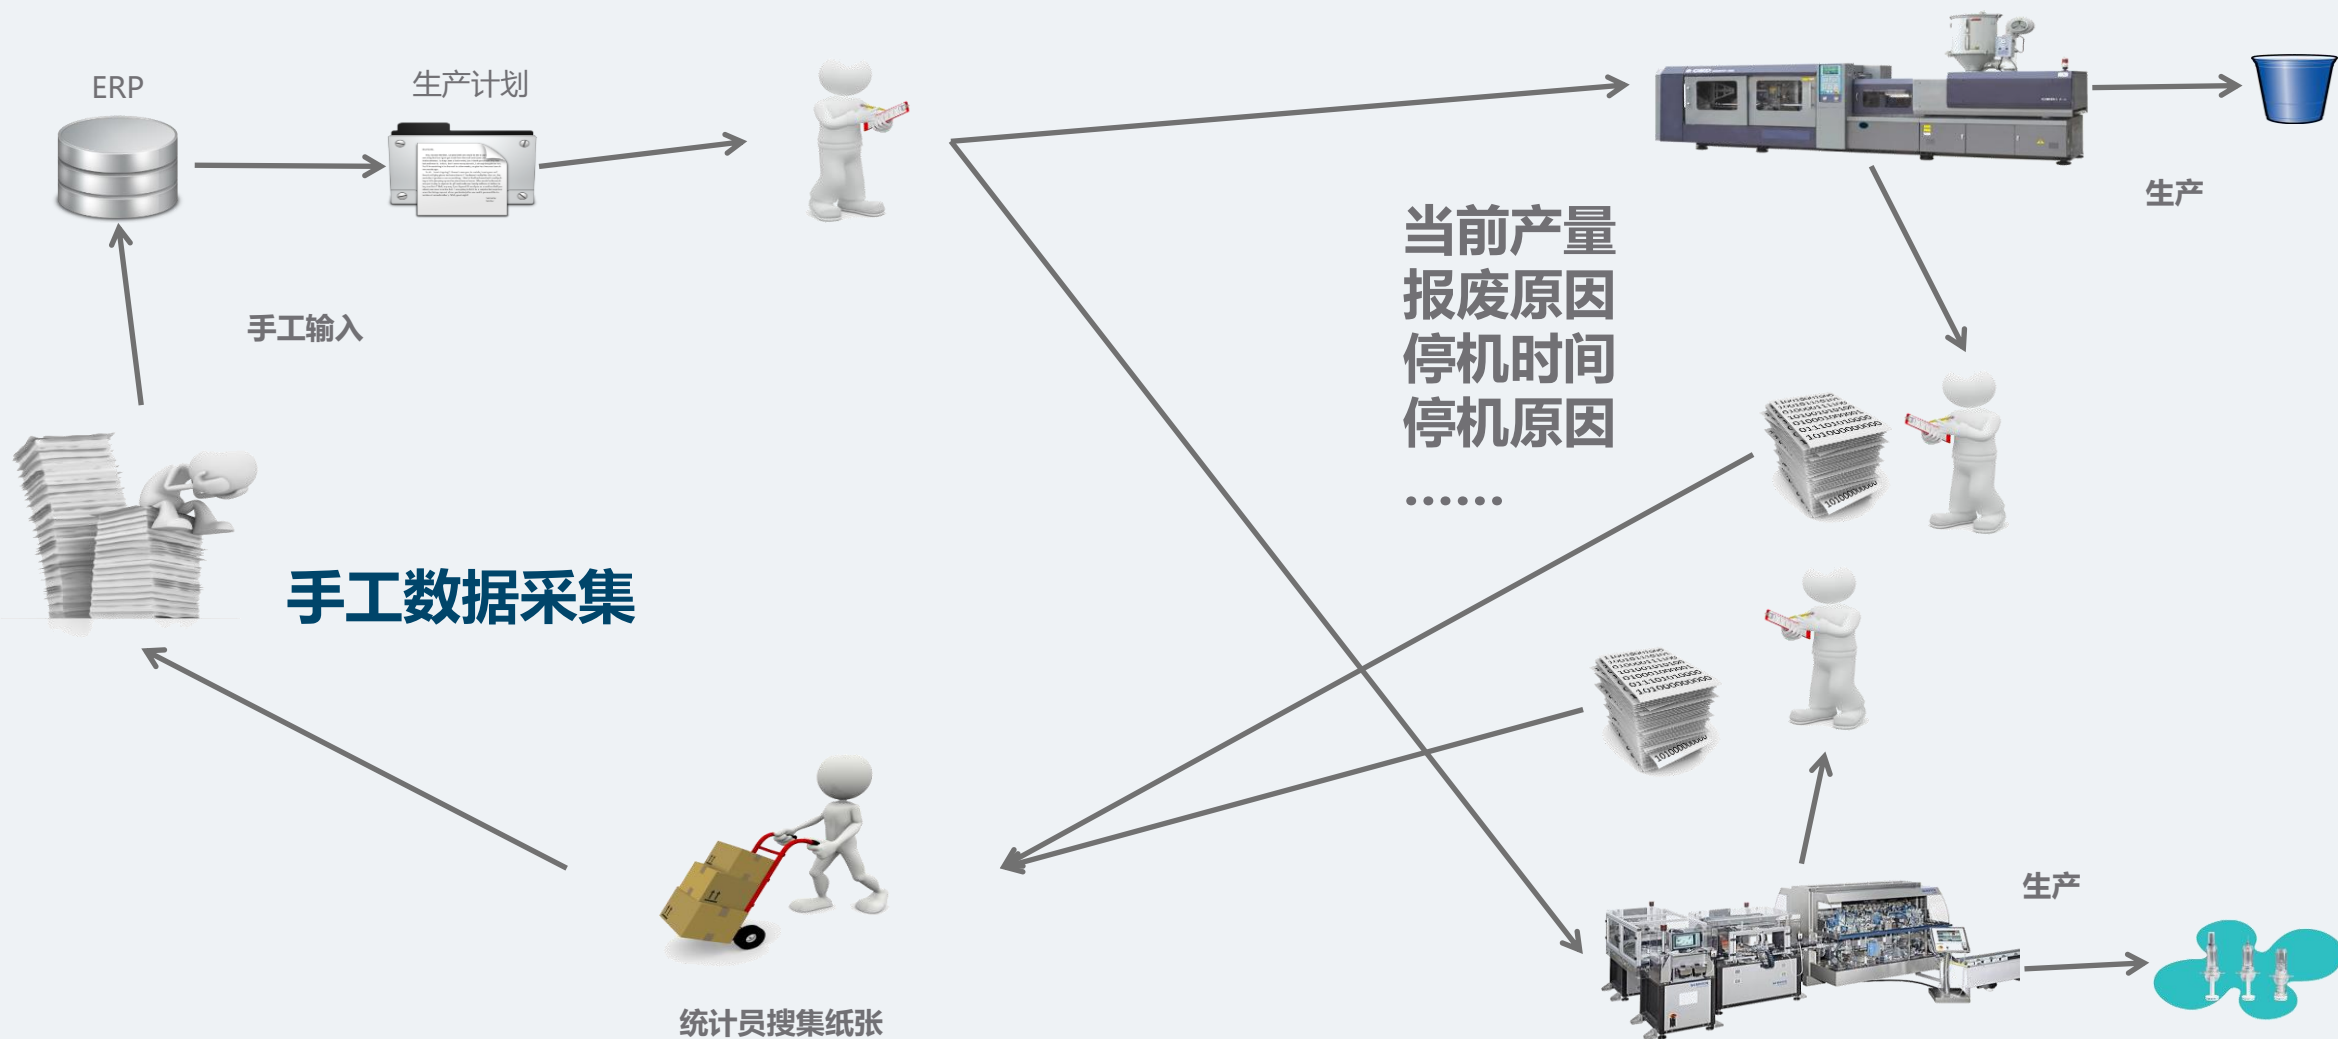 ERP
生产计划
生产
当前产量
报废原因
停机时间
停机原因
......
手工输入
手工数据采集
生产
统计员搜集纸张